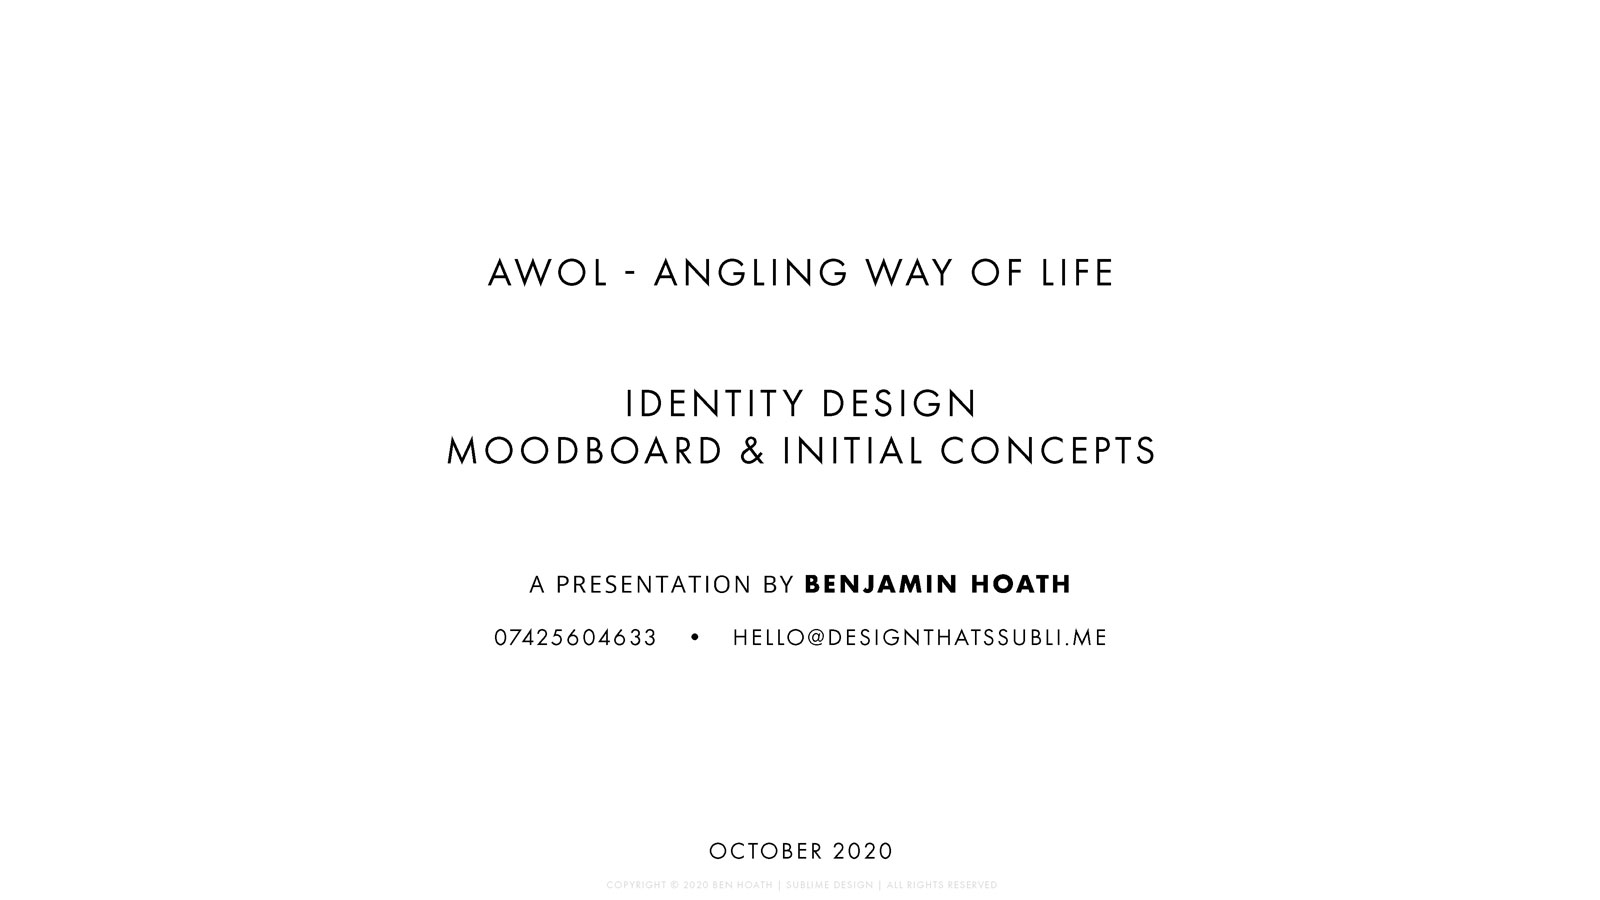 AWOL - ANGLING WAY OF LIFE
IDENTITY DESIGN
MOODBOARD & INITIAL CONCEPTS
A PRESENTATION BY BENJAMIN HOATH
07425604633 • HELLO@DESIGNTHATSSUBLI.ME
OCTOBER 2020
COPYRIGHT © 2020 BEN HOATH | SUBLIME DESIGN | ALL RIGHTS RESERVED